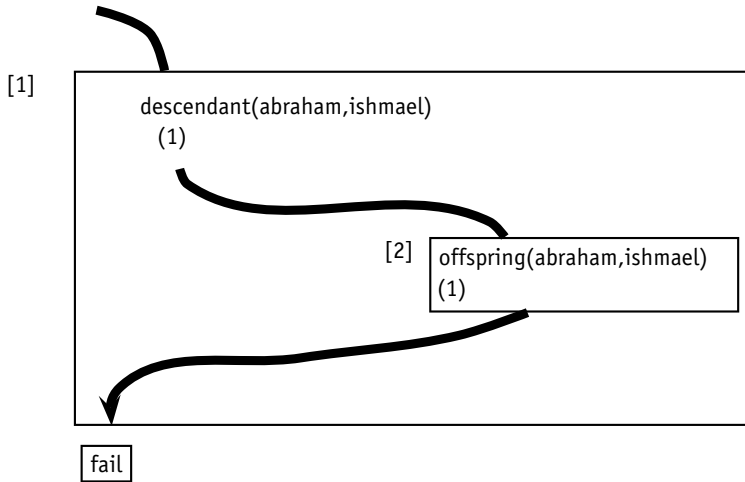 [1]
descendant(abraham,ishmael)
(1)
[2]
offspring(abraham,ishmael)
(1)
fail